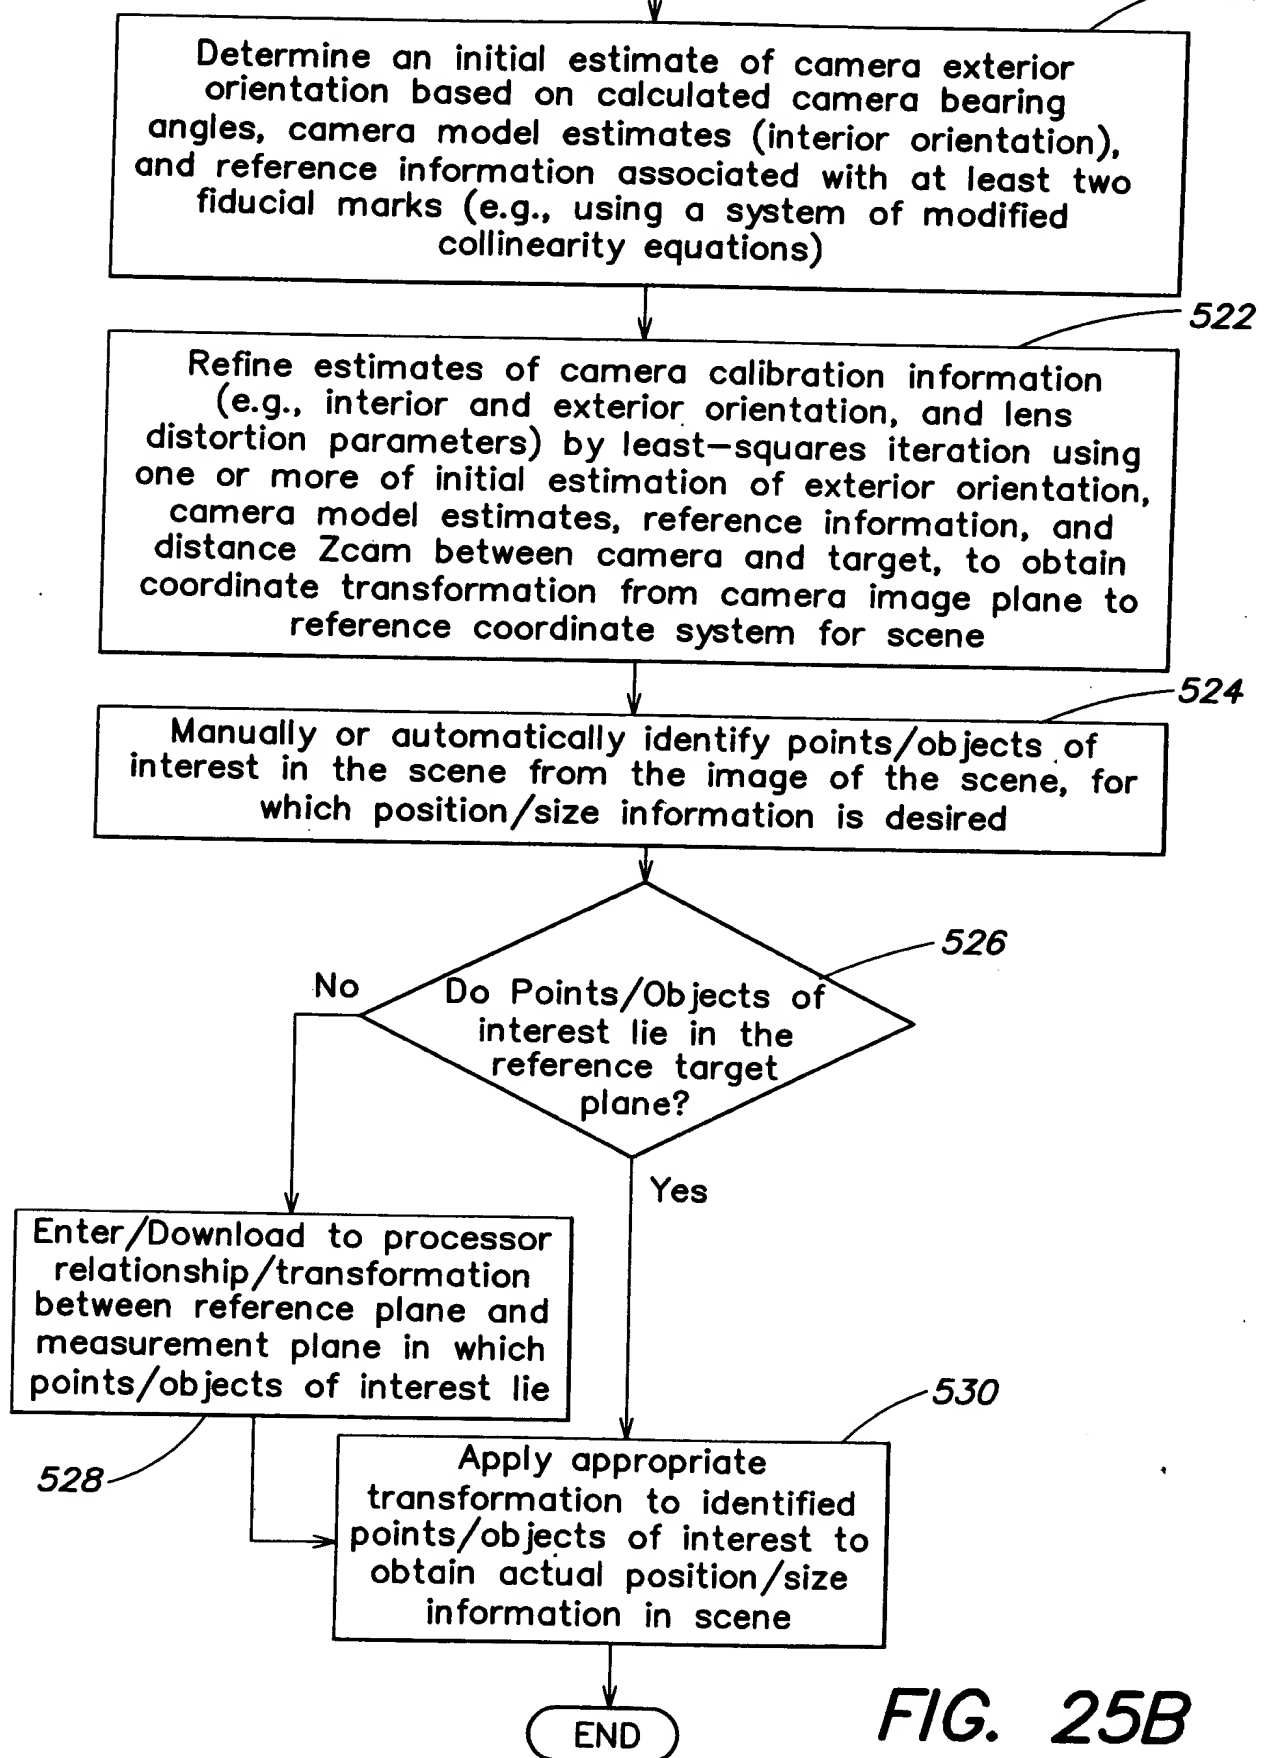 Determine an initial estimate of camera exterior
orientation based on calculated camera bearing
angles, camera model estimates (interior orientation),
and reference information associated with at least two
fiducial marks (e.g., using a system of modified
collinearity equations)
522
Refine estimates of camera calibration information
(e.g., interior and exterior orientation, and lens
distortion parameters) by least-squares iteration using
one or more of initial estimation of exterior orientation,
camera model estimates, reference information, and
distance Zcam between camera and target, to obtain
coordinate transformation from camera image plane to
reference coordinate system for scene
524
Manually or automatically identify points/objects of
interest in the scene from the image of the scene, for
which position/size information is desired
526
No
Do Points/Objects of
interest lie in the
reference target
plane?
Yes
Enter/Download to processor
relationship/transformation
between reference plane and
measurement plane in which
points/objects of interest lie
528
530
Apply appropriate
transformation to identified
points/objects of interest to
obtain actual position/size
information in scene
END
FIG. 25B